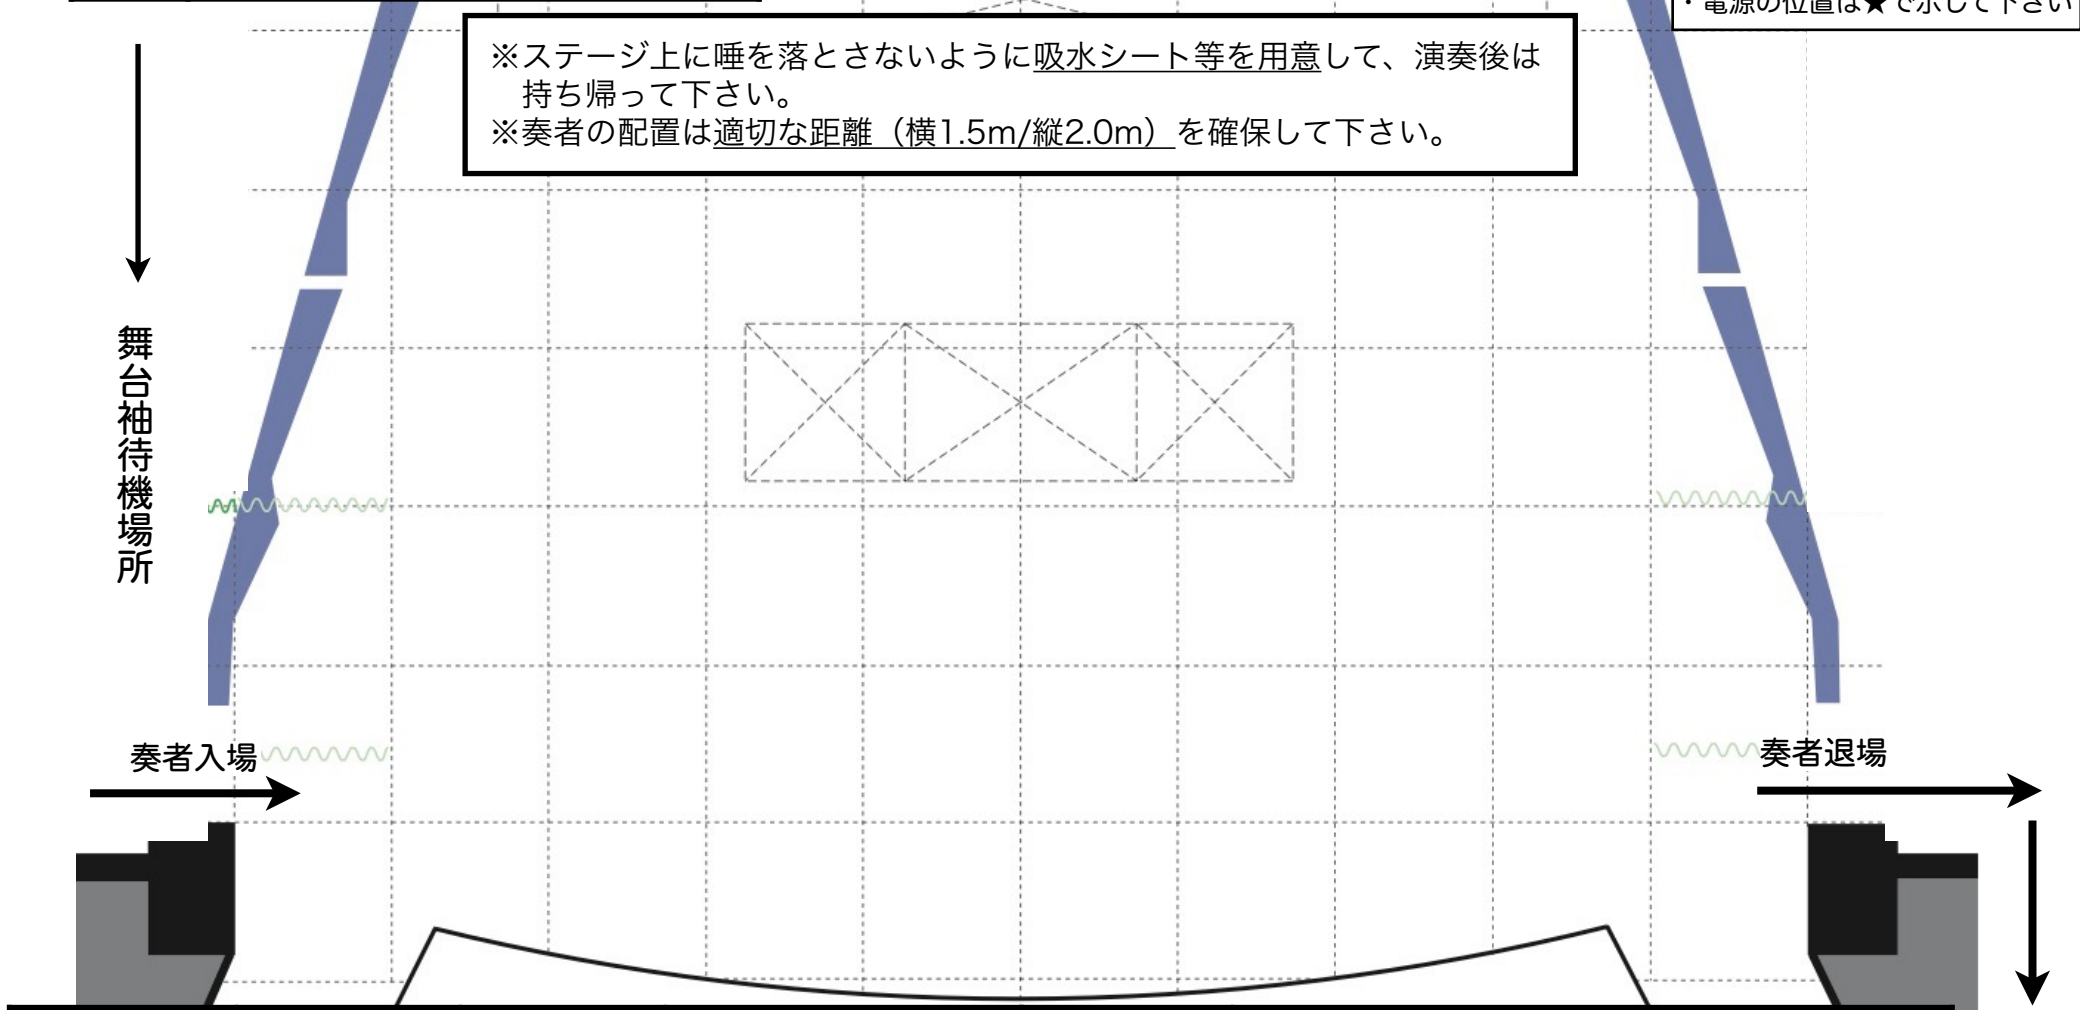 ・電源の位置は★で示して下さい
※ステージ上に唾を落とさないように吸水シート等を用意して、演奏後は
持ち帰って下さい。
※奏者の配置は適切な距離（横1.5m/縦2.0m）を確保して下さい。
舞台袖待機場所
奏者入場
奏者退場